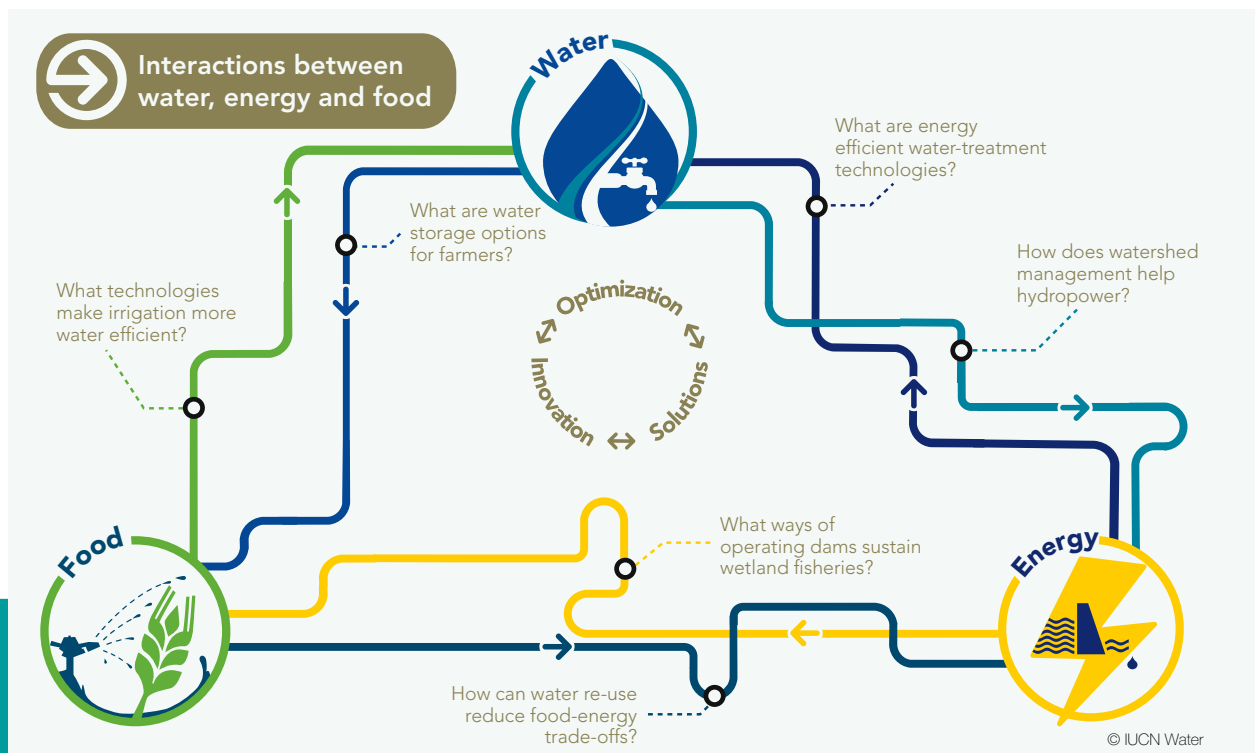 Interactions between
water, energy and food
Water
What are energy
efficient water-treatment
technologies?
What are water
storage options
for farmers?
How does watershed
management help
hydropower?
What technologies
make irrigation more
water efficient?
Optimization
Innovation
Solutions
Food
What ways of
operating dams sustain
wetland fisheries?
Energy
How can water re-use
reduce food-energy
trade-offs?
© IUCN Water